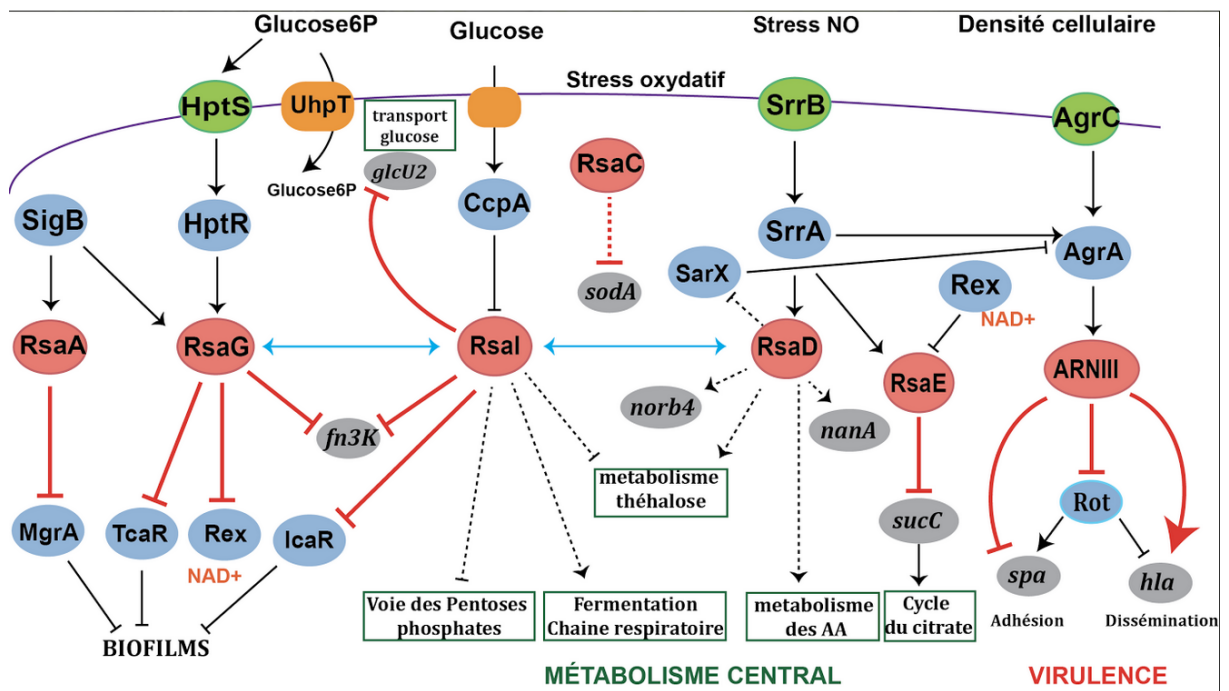 Glucose6P
Glucose
Stress NO
Densité cellulaire
Stress oxydatif
HptS
UhpT
SrrB
AgrC
transport
glucose
glcU2
RsaC
Glucose6P
SigB
HptR
CcpA
SrrA
AgrA
SarX
Rex
NAD+
sodA
RsaA
RsaG
RsaI
RsaD
RsaE
ARNIII
norb4
nanA
fn3K
metabolisme
théhalose
MgrA
TcaR
Rex
IcaR
NAD+
sucC
Rot
spa
hla
Voie des Pentoses
phosphates
Fermentation
Chaine respiratoire
metabolisme
des AA
Cycle
du citrate
Adhésion
Dissémination
BIOFILMS
MÉTABOLISME CENTRAL
VIRULENCE